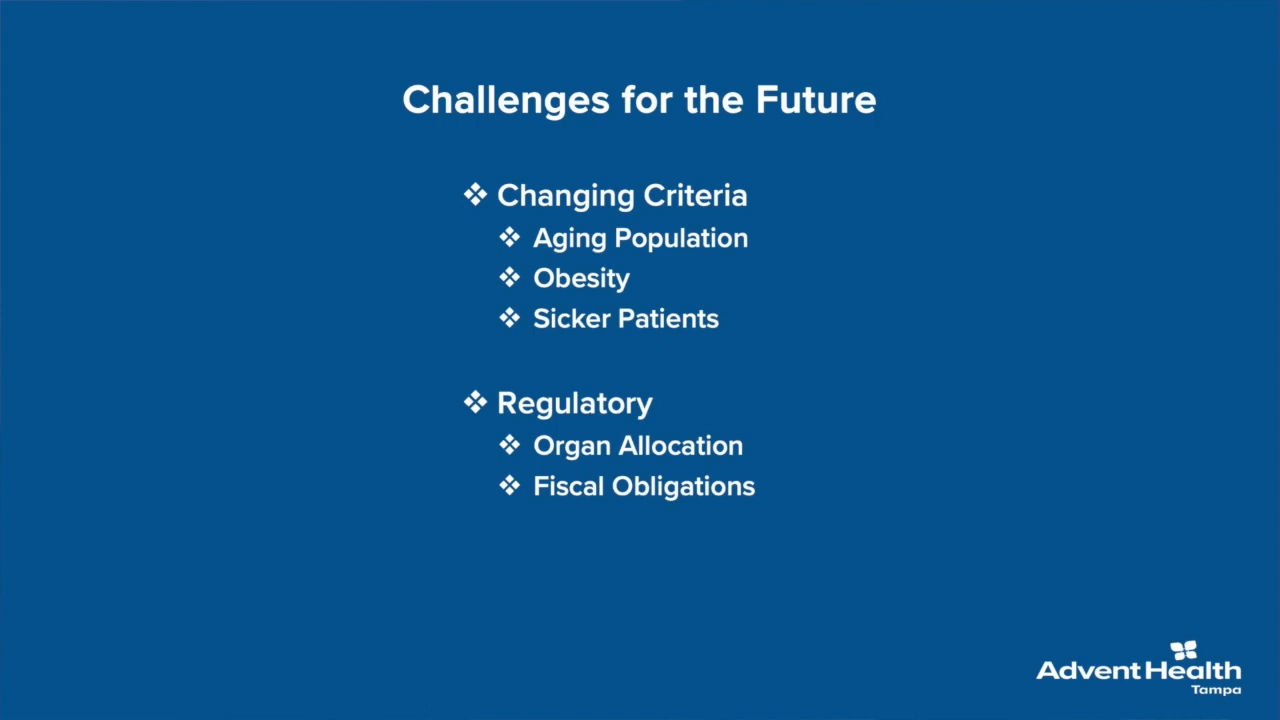 Challenges for the Future
❖ Changing Criteria
❖ Aging Population
❖ Obesity
❖ Sicker Patients
❖ Regulatory
❖ Organ Allocation
❖ Fiscal Obligations
AdventHealth
Tampa